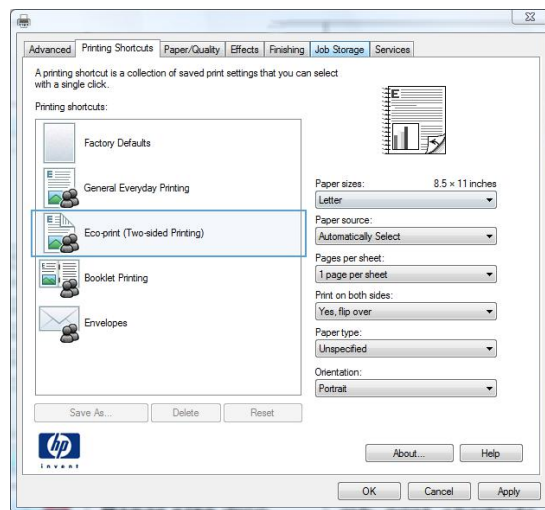 Advanced Printing Shortcuts Paper/Quality Effects Finishing Job Storage Services
A printing shortcut is a collection of saved print settings that you can select
with a single click.
Printing shortcuts:
Factory Defaults
General Everyday Printing
Eco-print (Two-sided Printing)
Booklet Printing
Envelopes
Paper sizes: 8.5 × 11 inches
Letter
Paper source:
Automatically Select
Pages per sheet:
1 page per sheet
Print on both sides:
Yes, flip over
Paper type:
Unspecified
Orientation:
Portrait
Save As... Delete Reset
hp
invent
About... Help
OK Cancel Apply